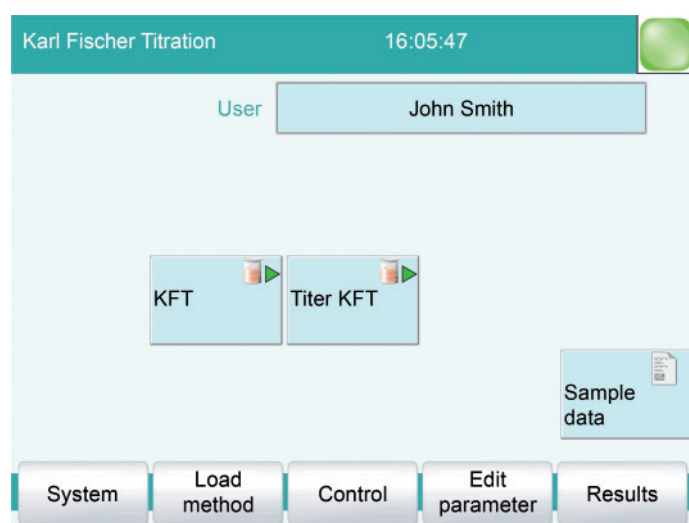 Karl Fischer Titration 16:05:47
User John Smith
KFT Titer KFT
Sample
data
System Load
method Control Edit
parameter Results